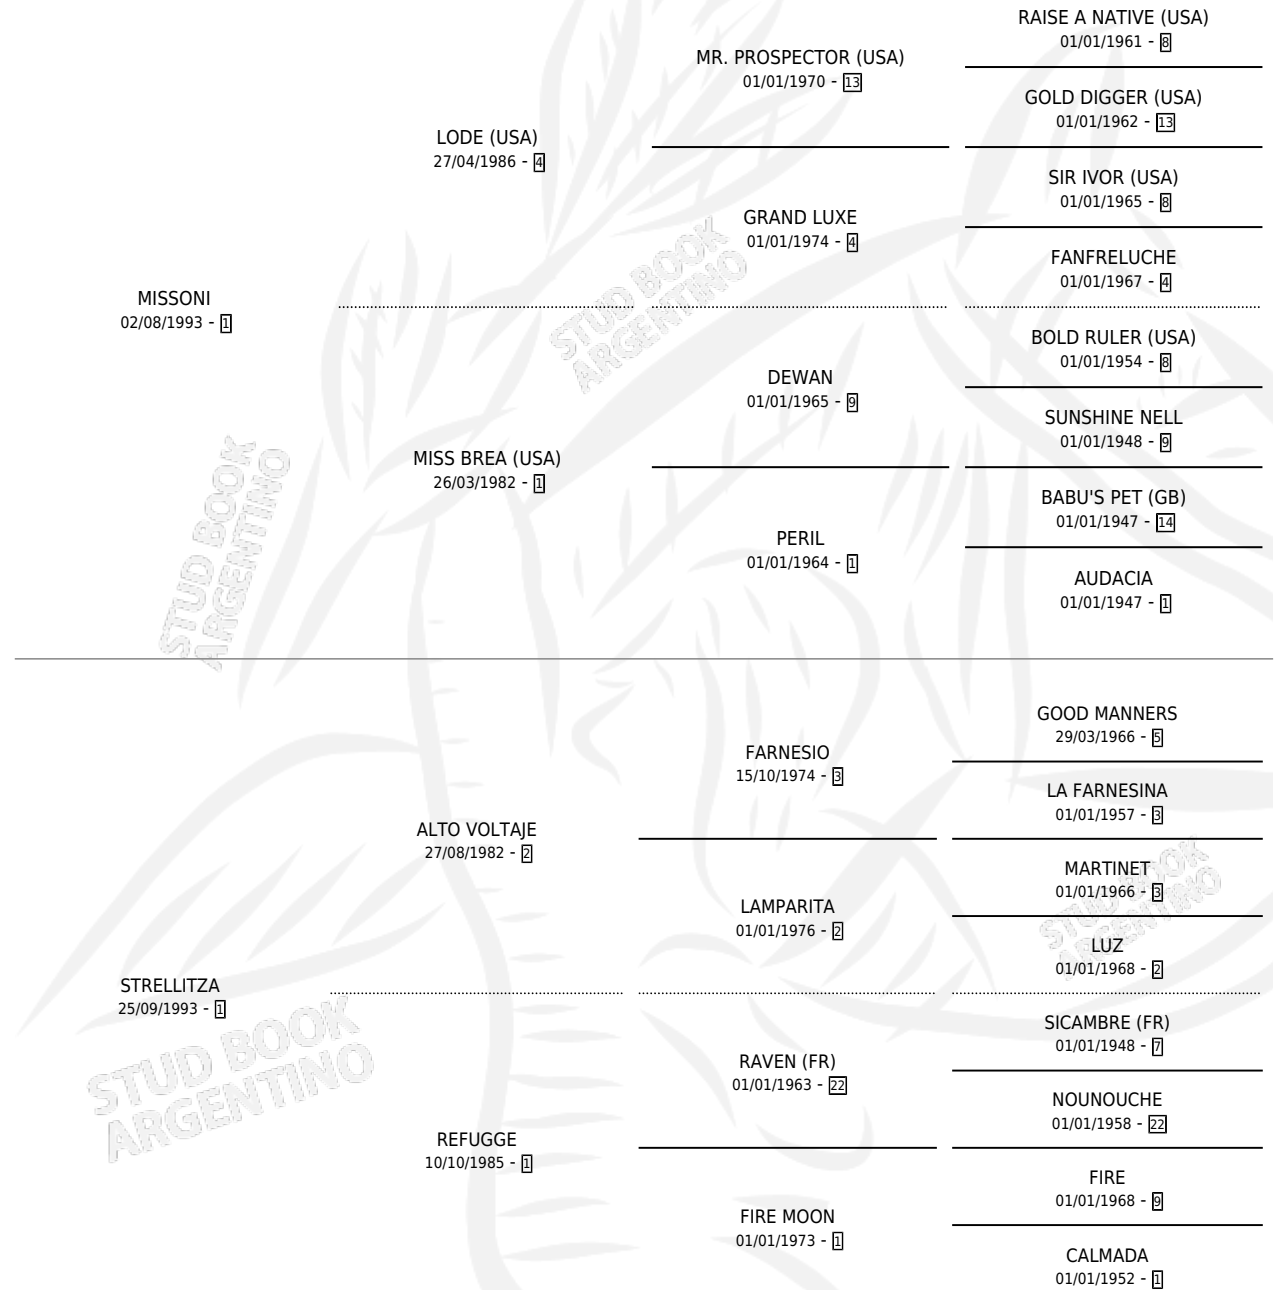 RAISE A NATIVE (USA)
01/01/1961 - 8
MR. PROSPECTOR (USA)
01/01/1970 - 13
GOLD DIGGER (USA)
01/01/1962 - 13
LODE (USA)
27/04/1986 - 4
SIR IVOR (USA)
01/01/1965 - 8
GRAND LUXE
01/01/1974 - 4
FANFRELUCHE
01/01/1967 - 4
MISSONI
02/08/1993 - 1
BOLD RULER (USA)
01/01/1954 - 8
DEWAN
01/01/1965 - 9
SUNSHINE NELL
01/01/1948 - 9
MISS BREA (USA)
26/03/1982 - 1
BABU'S PET (GB)
01/01/1947 - 14
PERIL
01/01/1964 - 1
AUDACIA
01/01/1947 - 1
STUD BOOK
ARGENTINO
STUD BOOK
ARGENTINO
GOOD MANNERS
29/03/1966 - 5
FARNESIO
15/10/1974 - 3
LA FARNESINA
01/01/1957 - 3
ALTO VOLTAJE
27/08/1982 - 2
MARTINET
01/01/1966 - 3
LAMPARITA
01/01/1976 - 2
LUZ
01/01/1968 - 2
STRELLITZA
25/09/1993 - 1
SICAMBRE (FR)
01/01/1948 - 7
RAVEN (FR)
01/01/1963 - 22
NOUNOUCHE
01/01/1958 - 22
REFUGGE
10/10/1985 - 1
FIRE
01/01/1968 - 9
FIRE MOON
01/01/1973 - 1
CALMADA
01/01/1952 - 1
STUD BOOK
ARGENTINO
STUD BOOK
ARGENTINO